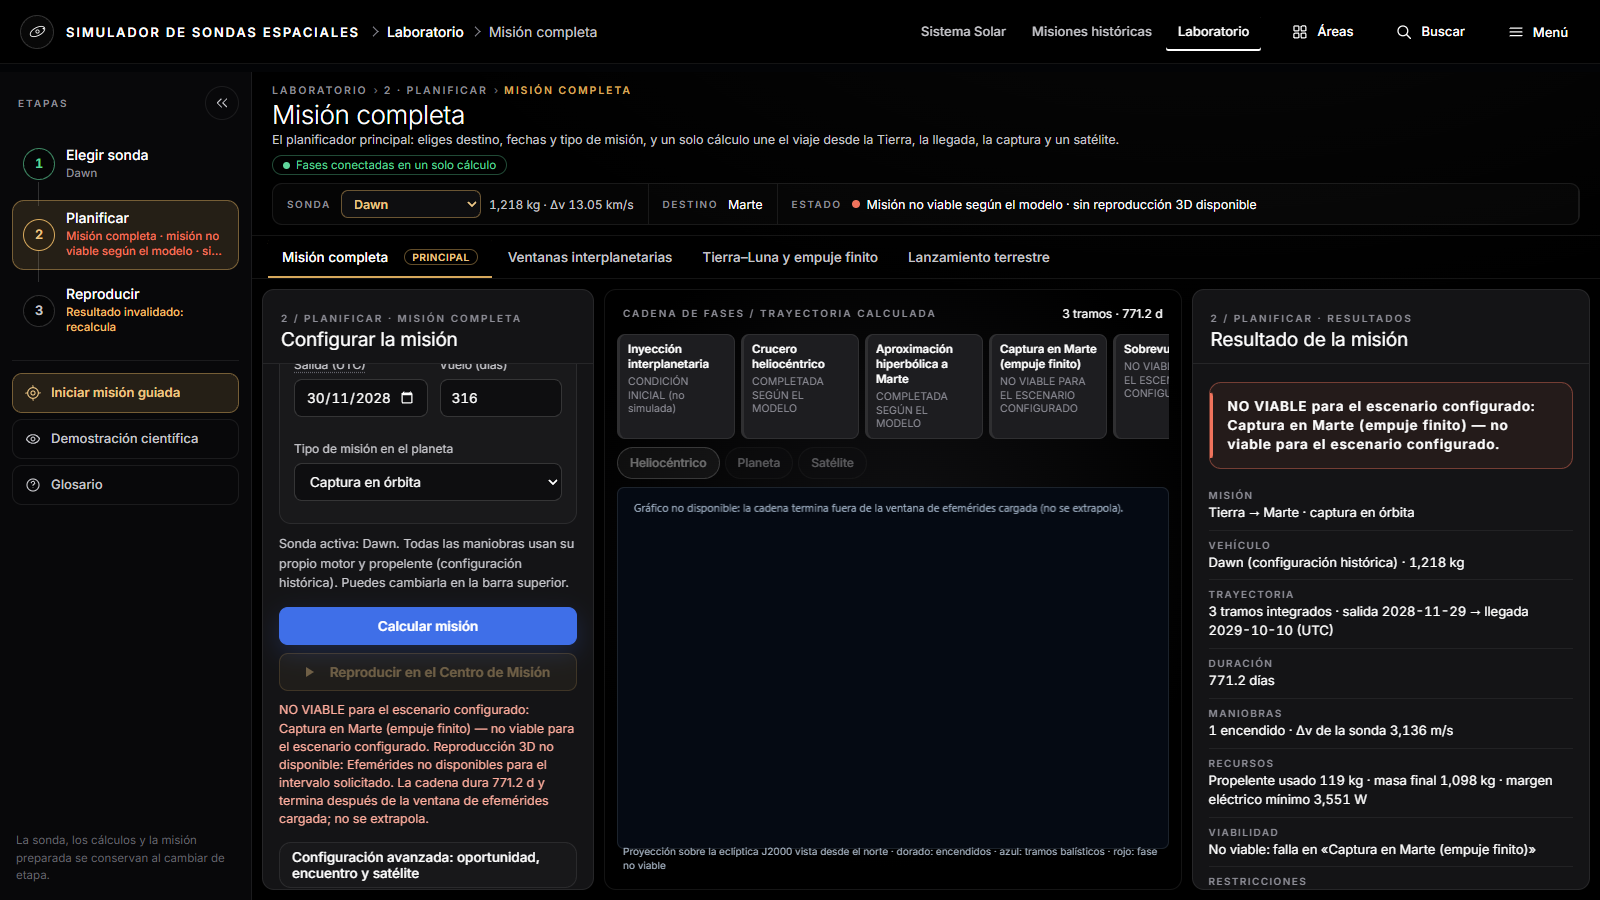 SIMULADOR DE SONDAS ESPACIALES > Laboratorio > Misión completa
Sistema Solar
Misiones históricas
Laboratorio
Áreas
Buscar
Menú
ETAPAS
1
Elegir sonda
Dawn
2
Planificar
Misión completa · misión no
viable según el modelo · si...
3
Reproducir
Resultado invalidado:
recalcula
Iniciar misión guiada
Demostración científica
Glosario
La sonda, los cálculos y la misión
preparada se conservan al cambiar de
etapa.
LABORATORIO › 2 · PLANIFICAR › MISIÓN COMPLETA
Misión completa
El planificador principal: eliges destino, fechas y tipo de misión, y un solo cálculo une el viaje desde la Tierra, la llegada, la captura y un satélite.
Fases conectadas en un solo cálculo
SONDA
Dawn
1,218 kg · Δv 13.05 km/s
DESTINO Marte
ESTADO Misión no viable según el modelo · sin reproducción 3D disponible
Misión completa PRINCIPAL
Ventanas interplanetarias
Tierra–Luna y empuje finito
Lanzamiento terrestre
2 / PLANIFICAR · MISIÓN COMPLETA
Configurar la misión
Salida (UTC)
Vuelo (días)
30/11/2028
316
Tipo de misión en el planeta
Captura en órbita
Sonda activa: Dawn. Todas las maniobras usan su
propio motor y propelente (configuración
histórica). Puedes cambiarla en la barra superior.
Calcular misión
Reproducir en el Centro de Misión
NO VIABLE para el escenario configurado:
Captura en Marte (empuje finito) — no viable para
el escenario configurado. Reproducción 3D no
disponible: Efemérides no disponibles para el
intervalo solicitado. La cadena dura 771.2 d y
termina después de la ventana de efemérides
cargada; no se extrapola.
Configuración avanzada: oportunidad,
encuentro y satélite
CADENA DE FASES / TRAYECTORIA CALCULADA
3 tramos · 771.2 d
Inyección
interplanetaria
CONDICIÓN
INICIAL (no
simulada)
Crucero
heliocéntrico
COMPLETADA
SEGÚN EL
MODELO
Aproximación
hiperbólica a
Marte
COMPLETADA
SEGÚN EL
MODELO
Captura en Marte
(empuje finito)
NO VIABLE PARA
EL ESCENARIO
CONFIGURADO
Sobrevu
NO VIAB
EL ESCEN
CONFIGU
Heliocéntrico
Planeta
Satélite
Gráfico no disponible: la cadena termina fuera de la ventana de efemérides cargada (no se extrapola).
Proyección sobre la eclíptica J2000 vista desde el norte · dorado: encendidos · azul: tramos balísticos · rojo: fase
no viable
2 / PLANIFICAR · RESULTADOS
Resultado de la misión
NO VIABLE para el escenario configurado:
Captura en Marte (empuje finito) — no
viable para el escenario configurado.
MISIÓN
Tierra → Marte · captura en órbita
VEHÍCULO
Dawn (configuración histórica) · 1,218 kg
TRAYECTORIA
3 tramos integrados · salida 2028-11-29 → llegada
2029-10-10 (UTC)
DURACIÓN
771.2 días
MANIOBRAS
1 encendido · Δv de la sonda 3,136 m/s
RECURSOS
Propelente usado 119 kg · masa final 1,098 kg · margen
eléctrico mínimo 3,551 W
VIABILIDAD
No viable: falla en «Captura en Marte (empuje finito)»
RESTRICCIONES